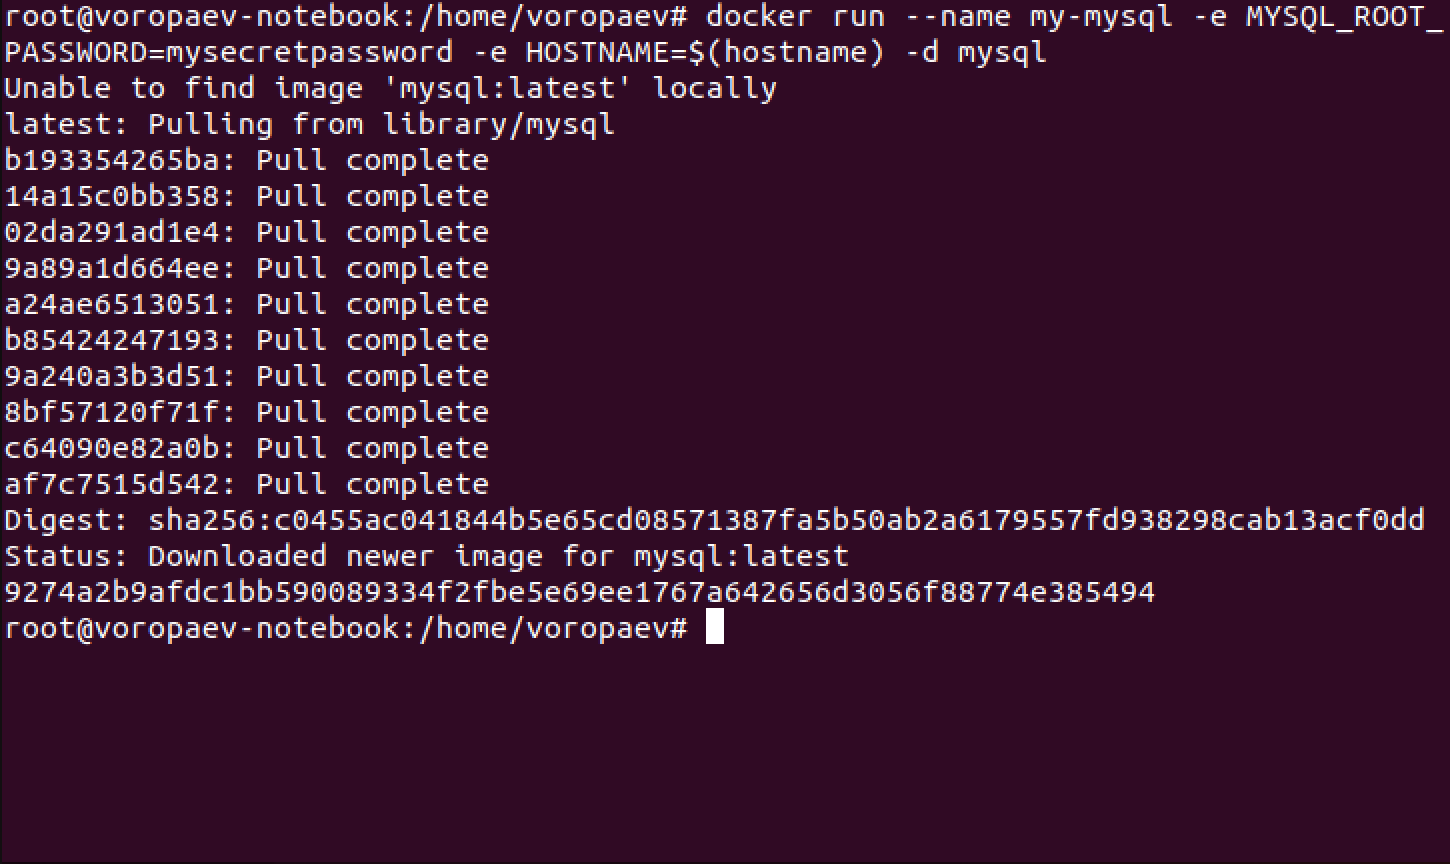 root@voropaev-notebook:/home/voropaev# docker run --name my-mysql -e MYSQL_ROOT_
PASSWORD=mysecretpassword -e HOSTNAME=$(hostname) -d mysql
Unable to find image 'mysql:latest' locally
latest: Pulling from library/mysql
b193354265ba: Pull complete
14a15c0bb358: Pull complete
02da291ad1e4: Pull complete
9a89a1d664ee: Pull complete
a24ae6513051: Pull complete
b85424247193: Pull complete
9a240a3b3d51: Pull complete
8bf57120f71f: Pull complete
c64090e82a0b: Pull complete
af7c7515d542: Pull complete
Digest: sha256:c0455ac041844b5e65cd08571387fa5b50ab2a6179557fd938298cab13acf0dd
Status: Downloaded newer image for mysql:latest
9274a2b9afdc1bb590089334f2fbe5e69ee1767a642656d3056f88774e385494
root@voropaev-notebook:/home/voropaev#